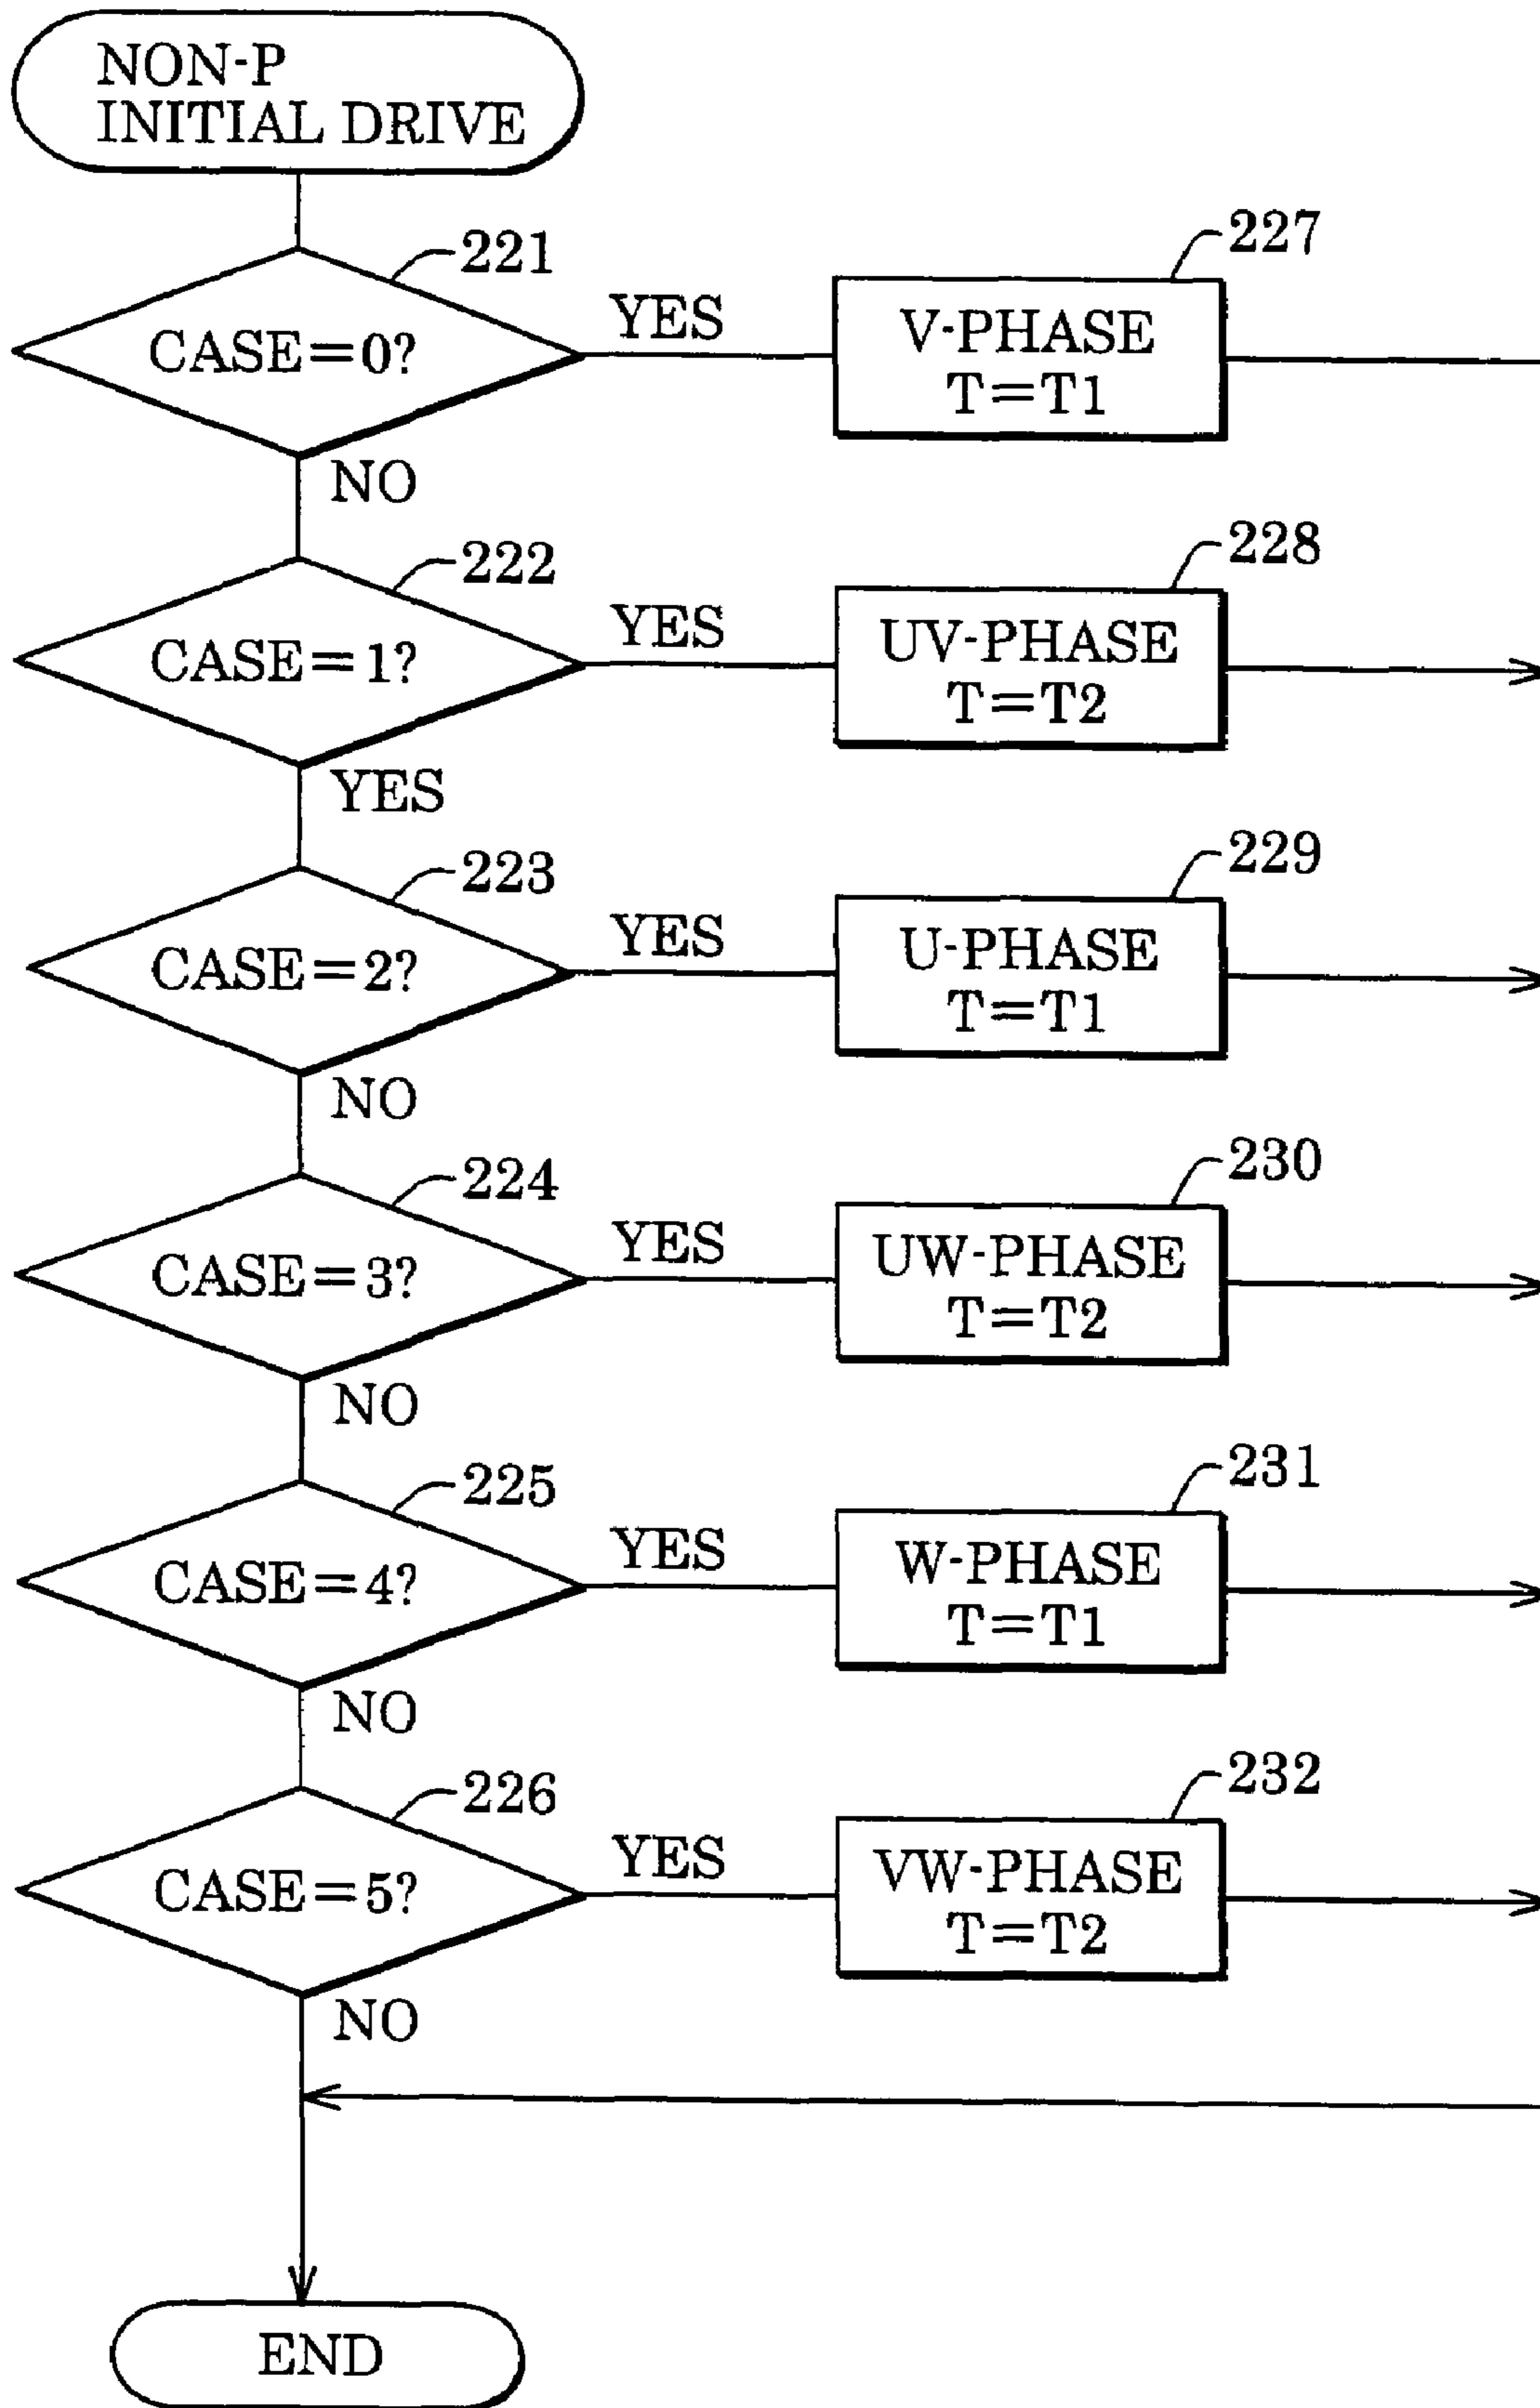 NON-P
INITIAL DRIVE
221
CASE=0?
YES
227
V-PHASE
T=T1
NO
222
CASE=1?
YES
228
UV-PHASE
T=T2
YES
223
CASE=2?
YES
229
U-PHASE
T=T1
NO
224
CASE=3?
YES
230
UW-PHASE
T=T2
NO
225
CASE=4?
YES
231
W-PHASE
T=T1
NO
226
CASE=5?
YES
232
VW-PHASE
T=T2
NO
END